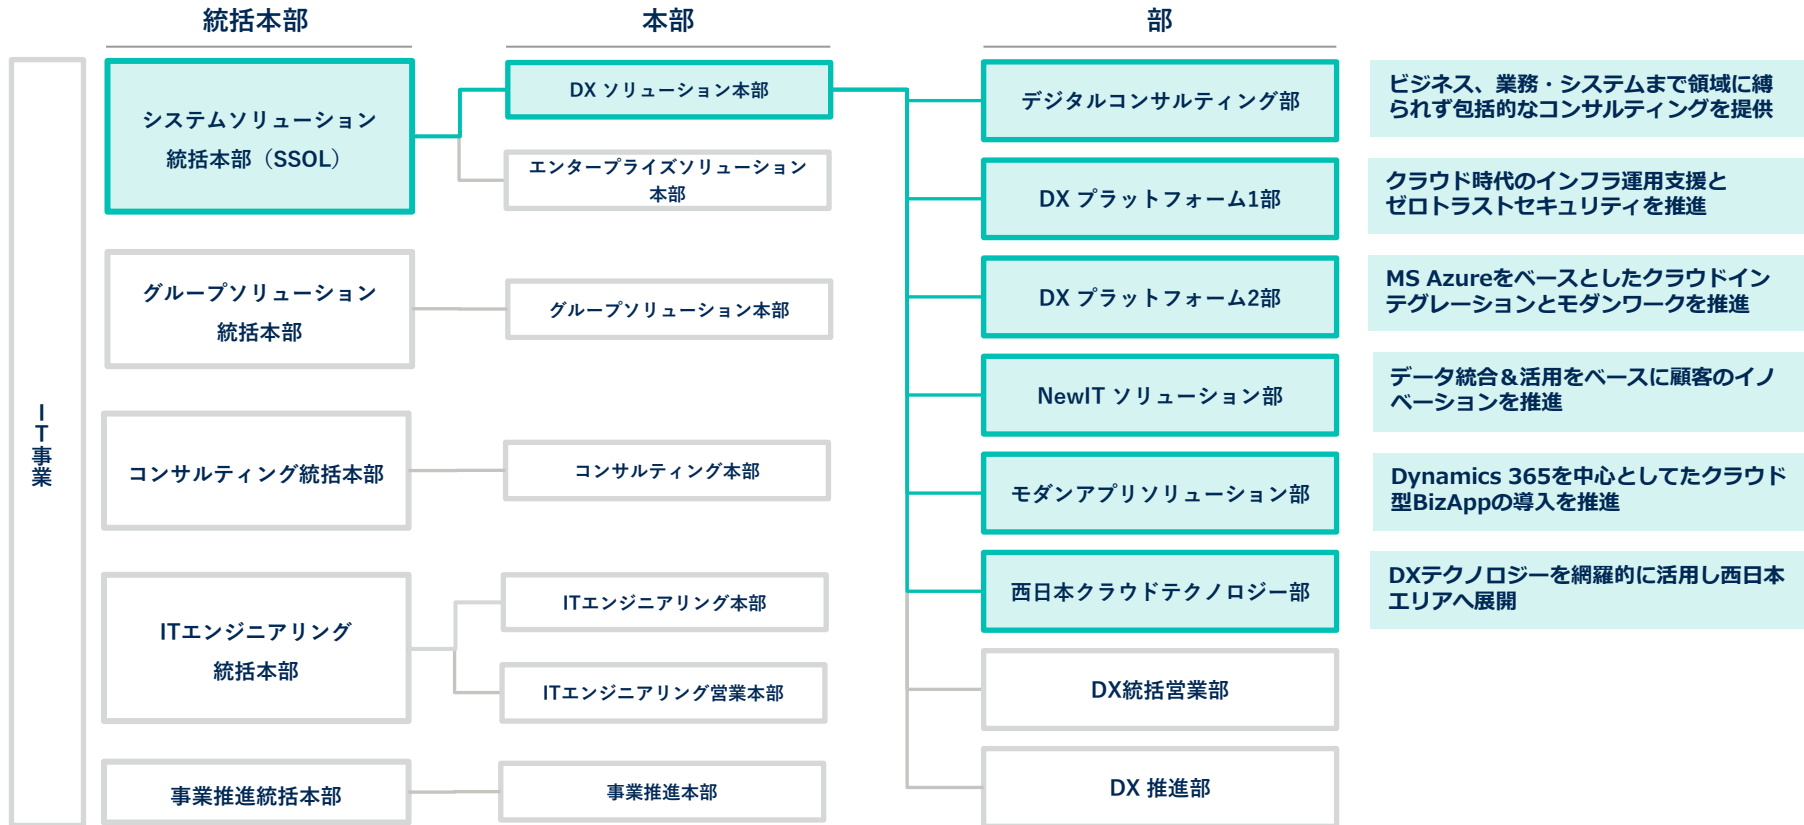 統括本部
本部
部
IT事業
システムソリューション
統括本部（SSOL）
DX ソリューション本部
エンタープライズソリューション
本部
グループソリューション
統括本部
グループソリューション本部
コンサルティング統括本部
コンサルティング本部
ITエンジニアリング
統括本部
ITエンジニアリング本部
ITエンジニアリング営業本部
事業推進統括本部
事業推進本部
デジタルコンサルティング部
ビジネス、業務・システムまで領域に縛
られず包括的なコンサルティングを提供
DX プラットフォーム1部
クラウド時代のインフラ運用支援と
ゼロトラストセキュリティを推進
DX プラットフォーム2部
MS Azureをベースとしたクラウドイン
テグレーションとモダンワークを推進
NewIT ソリューション部
データ統合＆活用をベースに顧客のイノ
ベーションを推進
モダンアプリソリューション部
Dynamics 365を中心としてたクラウド
型BizAppの導入を推進
西日本クラウドテクノロジー部
DXテクノロジーを網羅的に活用し西日本
エリアへ展開
DX統括営業部
DX 推進部